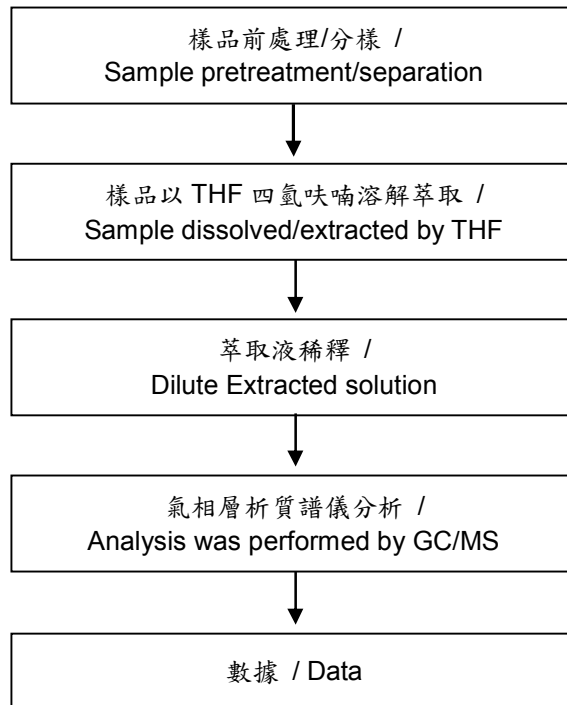 樣品前處理/分樣 /
Sample pretreatment/separation
樣品以 THF 四氫呋喃溶解萃取 /
Sample dissolved/extracted by THF
萃取液稀釋 /
Dilute Extracted solution
氣相層析質譜儀分析 /
Analysis was performed by GC/MS
數據 / Data